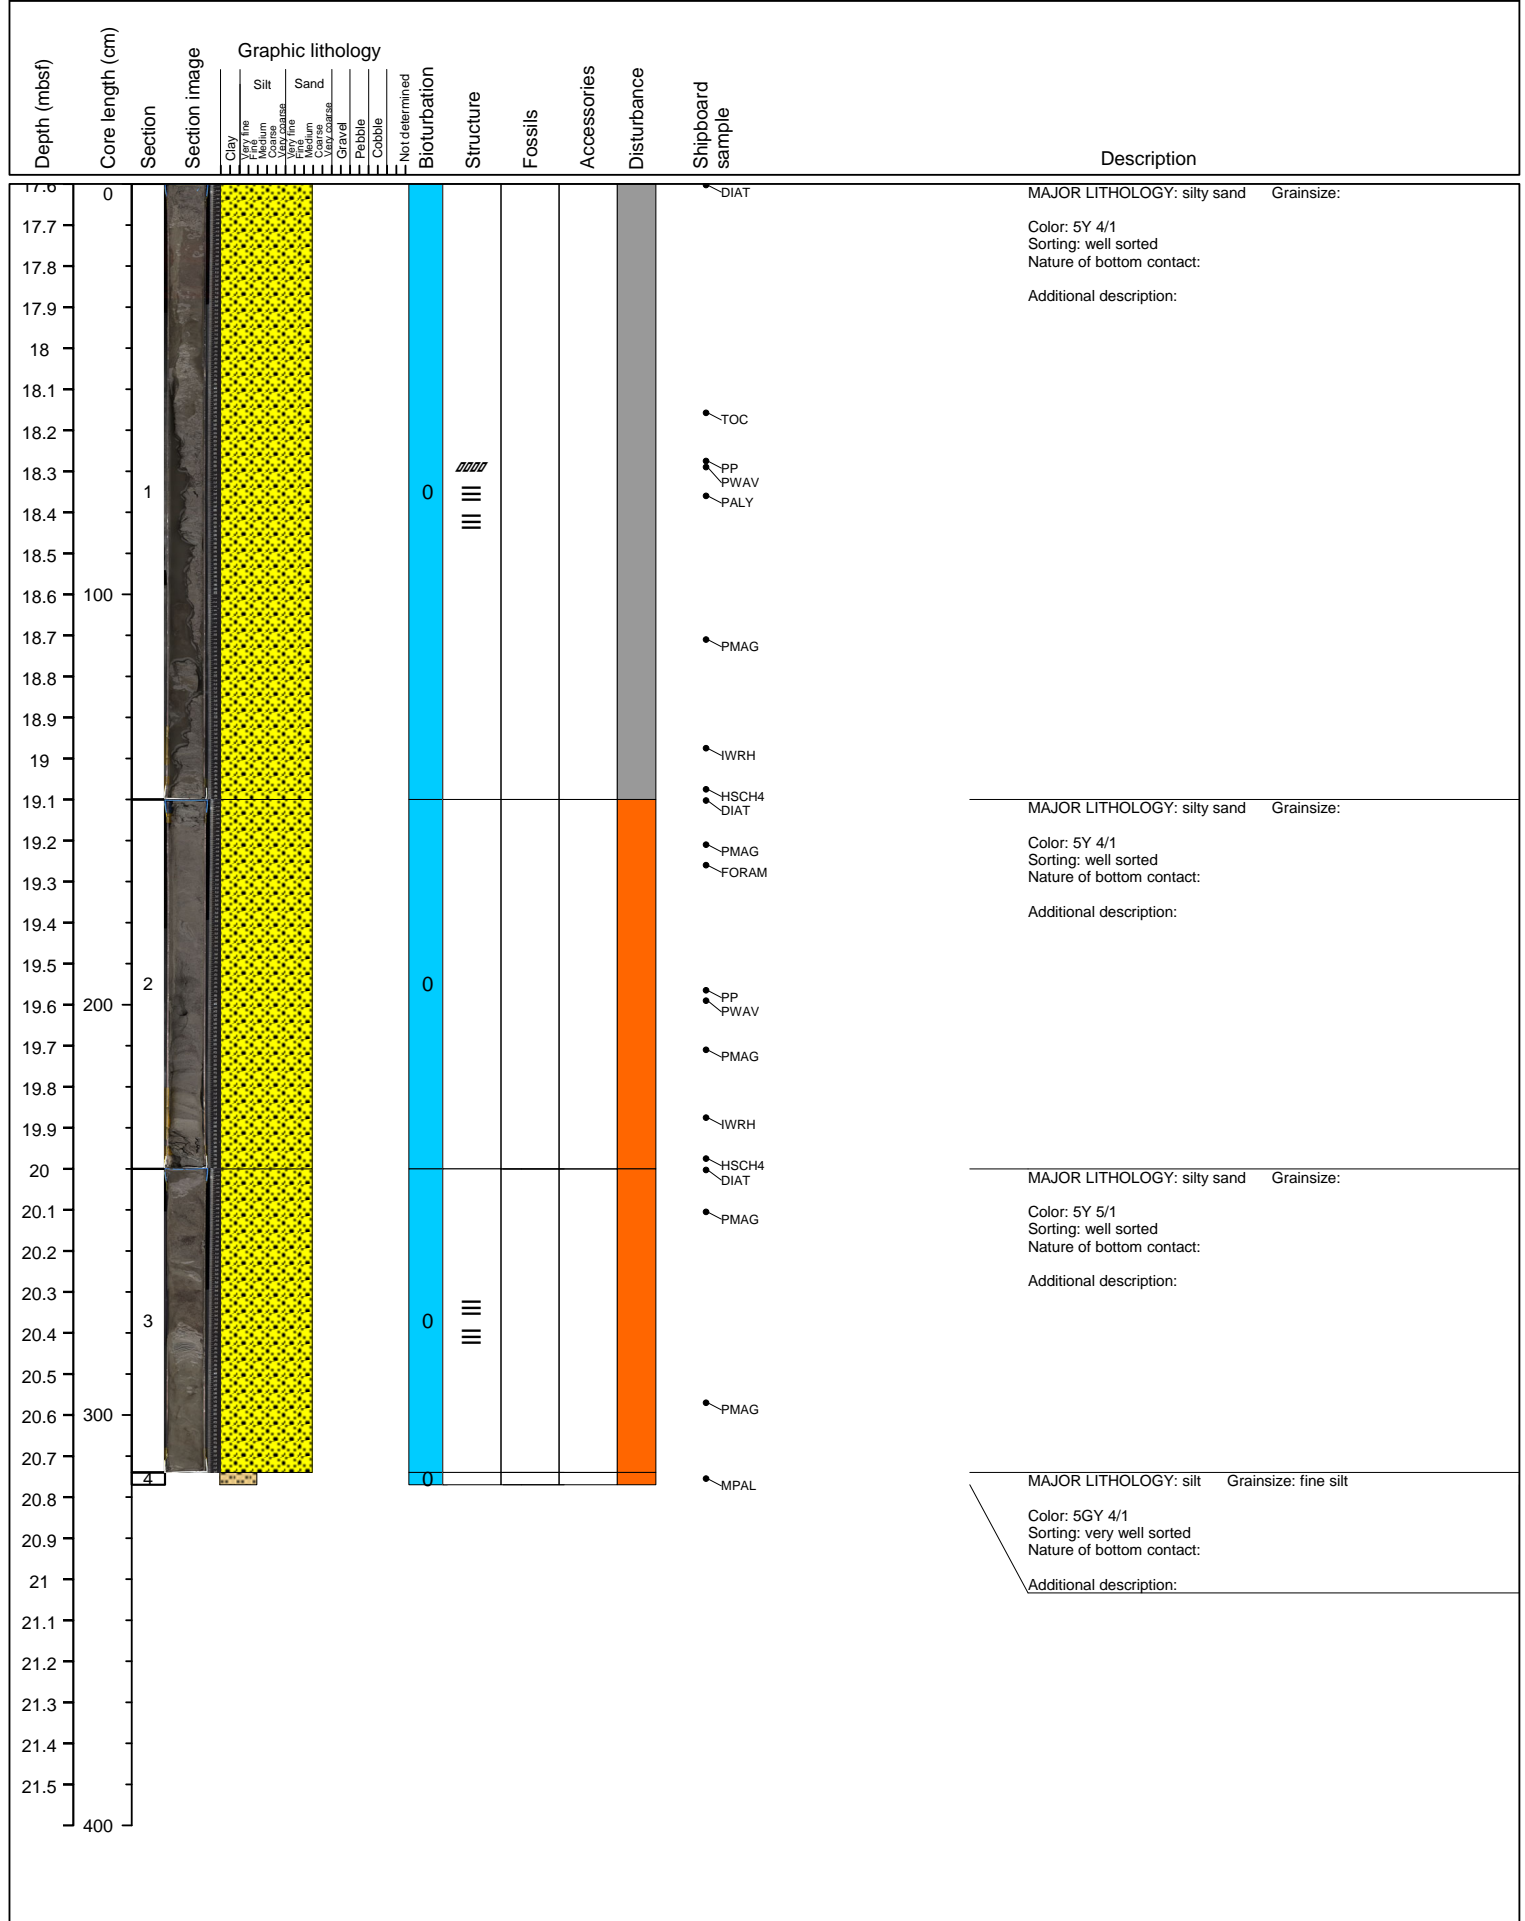 Depth (mbsf)
Core length (cm)
Section
Section image
Graphic lithology
Clay
Silt
Very fine
Fine
Medium
Coarse
Very coarse
Sand
Very fine
Fine
Medium
Coarse
Very coarse
Gravel
Pebble
Cobble
Not determined
Bioturbation
Structure
Fossils
Accessories
Disturbance
Shipboard
sample
Description
17.6
17.7
17.8
17.9
18
18.1
18.2
18.3
18.4
18.5
18.6
18.7
18.8
18.9
19
19.1
19.2
19.3
19.4
19.5
19.6
19.7
19.8
19.9
20
20.1
20.2
20.3
20.4
20.5
20.6
20.7
20.8
20.9
21
21.1
21.2
21.3
21.4
21.5
0
100
200
300
400
1
2
3
4
0
0
0
0
DIAT
TOC
PP
PWAV
PALY
PMAG
IWRH
HSCH4
DIAT
PMAG
FORAM
PP
PWAV
PMAG
IWRH
HSCH4
DIAT
PMAG
PMAG
MPAL
MAJOR LITHOLOGY: silty sand Grainsize:
Color: 5Y 4/1
Sorting: well sorted
Nature of bottom contact:
Additional description:
MAJOR LITHOLOGY: silty sand Grainsize:
Color: 5Y 4/1
Sorting: well sorted
Nature of bottom contact:
Additional description:
MAJOR LITHOLOGY: silty sand Grainsize:
Color: 5Y 5/1
Sorting: well sorted
Nature of bottom contact:
Additional description:
MAJOR LITHOLOGY: silt Grainsize: fine silt
Color: 5GY 4/1
Sorting: very well sorted
Nature of bottom contact:
Additional description: